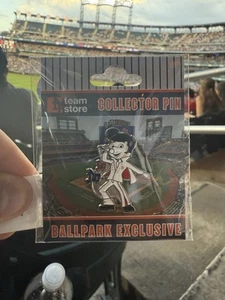 team
store
COLLECTOR PIN
BALLPARK EXCLUSIVE